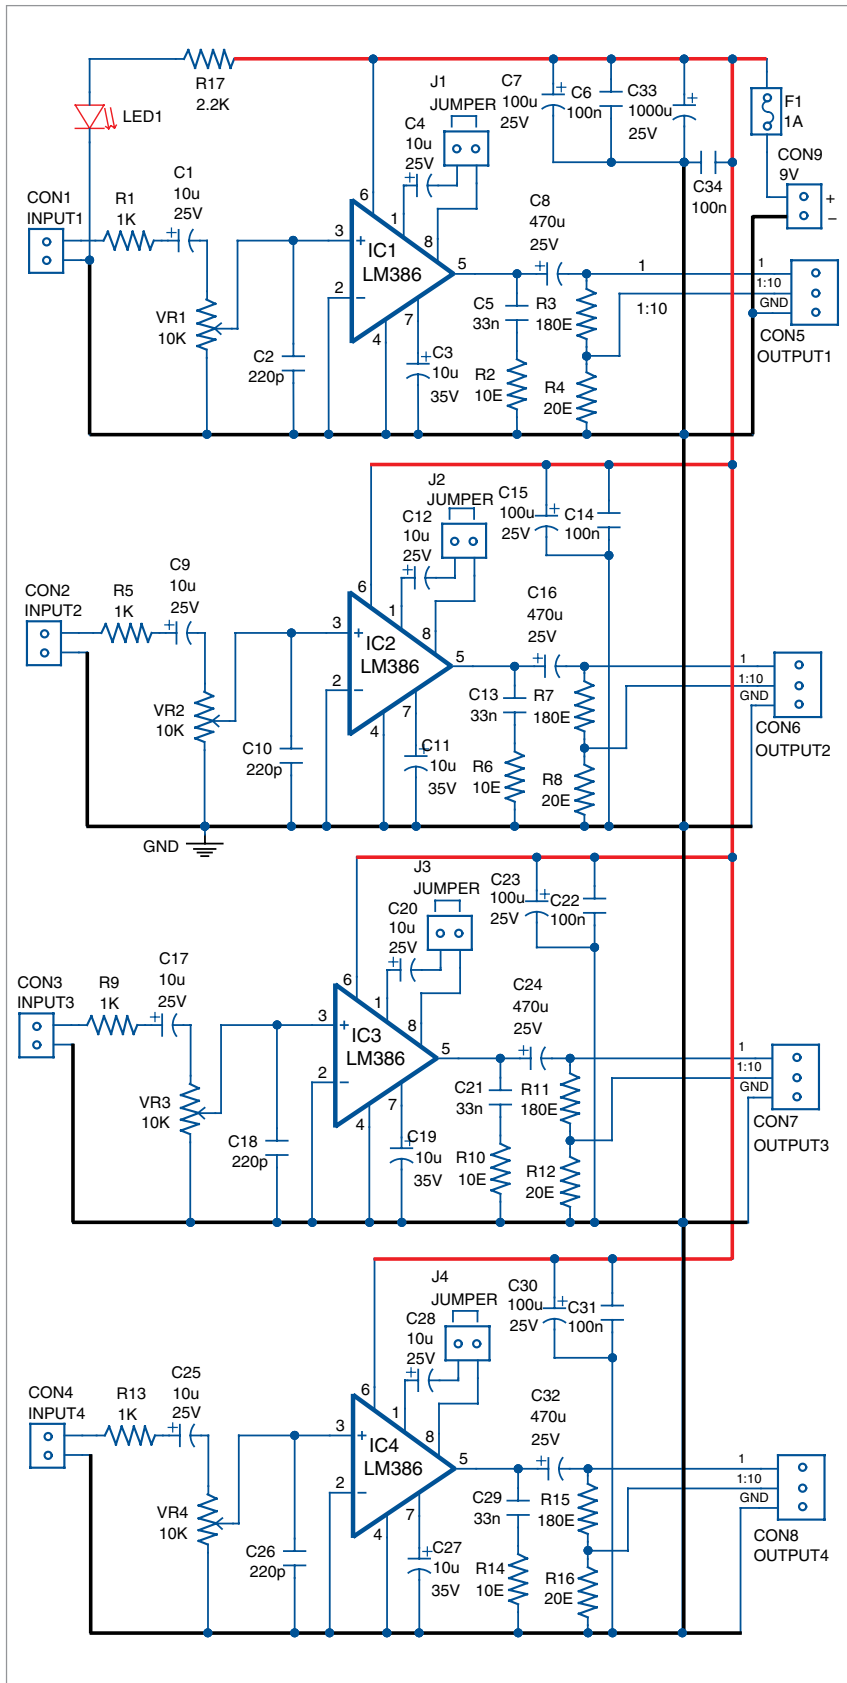 R17
2.2K
LED1
J1
JUMPER
C7
100u
25V
C6
100n
C33
1000u
25V
F1
1A
CON9
9V
+
–
C34
100n
C4
10u
25V
CON1
INPUT1
R1
1K
C1
10u
25V
6
1
8
3
+
IC1
LM386
5
2
–
7
4
C8
470u
25V
1
1
1:10
GND
1:10
CON5
OUTPUT1
VR1
10K
C2
220p
C3
10u
35V
C5
33n
R3
180E
R2
10E
R4
20E
J2
JUMPER
C15
100u
25V
C14
100n
C12
10u
25V
CON2
INPUT2
R5
1K
C9
10u
25V
6
1
8
3
+
IC2
LM386
5
2
–
7
4
C16
470u
25V
1
1:10
GND
CON6
OUTPUT2
VR2
10K
C10
220p
C11
10u
35V
C13
33n
R7
180E
R6
10E
R8
20E
GND
J3
JUMPER
C23
100u
25V
C22
100n
C20
10u
25V
CON3
INPUT3
R9
1K
C17
10u
25V
6
1
8
3
+
IC3
LM386
5
2
–
7
4
C24
470u
25V
1
1:10
GND
CON7
OUTPUT3
VR3
10K
C18
220p
C19
10u
35V
C21
33n
R11
180E
R10
10E
R12
20E
J4
JUMPER
C30
100u
25V
C31
100n
C28
10u
25V
CON4
INPUT4
R13
1K
C25
10u
25V
6
1
8
3
+
IC4
LM386
5
2
–
7
4
C32
470u
25V
1
1:10
GND
CON8
OUTPUT4
VR4
10K
C26
220p
C27
10u
35V
C29
33n
R15
180E
R14
10E
R16
20E